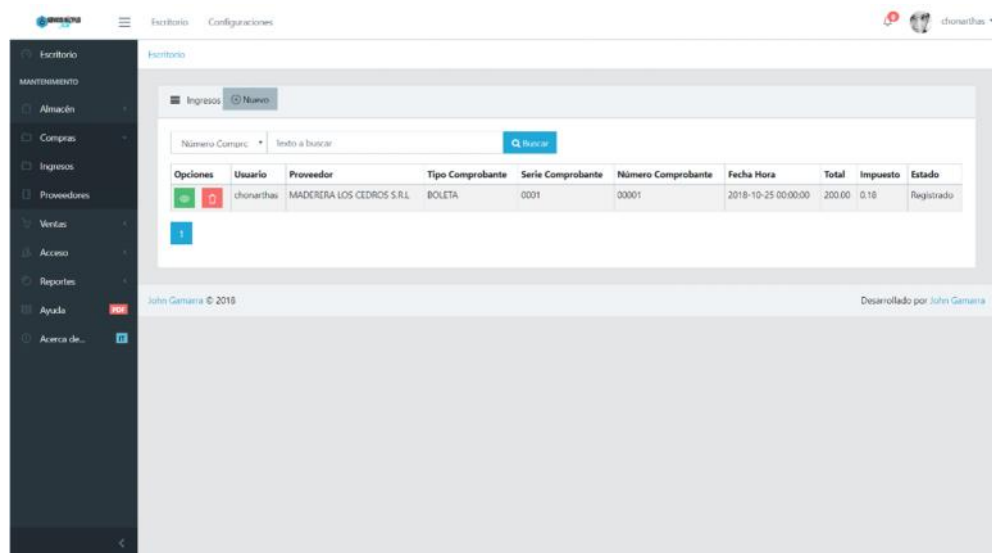 Escritorio Configuraciones
0
chonarthas
Escritorio
MANTENIMIENTO
Almacén
Compras
Ingresos
Proveedores
Ventas
Acceso
Reportes
Ayuda PDF
Acerca de... IT
Escritorio
Ingresos Nuevo
Número Compro Texto a buscar Buscar
Opciones Usuario Proveedor Tipo Comprobante Serie Comprobante Número Comprobante Fecha Hora Total Impuesto Estado
chonarthas MADERERA LOS CEDROS S.R.L BOLETA 0001 00001 2018-10-25 00:00:00 200.00 0.18 Registrado
1
John Gamarra © 2018 Desarrollado por John Gamarra